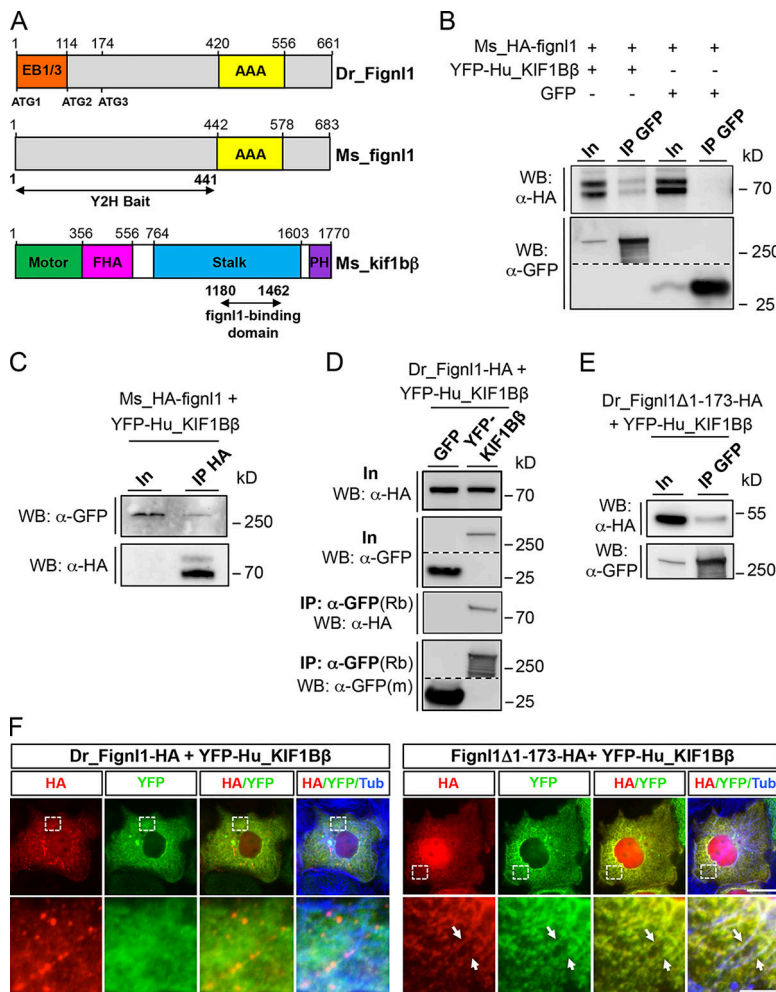 A
1 114 174 420 556 661
EB1/3 AAA Dr_Fignl1
ATG1 ATG2 ATG3
1 442 578 683
AAA Ms_fignl1
1 441
Y2H Bait
1 356 556 764 1603 1770
Motor FHA Stalk PH Ms_kif1bβ
1180 1462
fignl1-binding
domain
B
Ms_HA-fignl1 + + + +
YFP-Hu_KIF1Bβ + + - -
GFP - - + +
In IP GFP In IP GFP
kD
WB:
α-HA
- 70
WB:
α-GFP
- 250
- 25
C
Ms_HA-fignl1 +
YFP-Hu_KIF1Bβ
In IP HA kD
WB: α-GFP
- 250
WB: α-HA
- 70
D
Dr_Fignl1-HA +
YFP-Hu_KIF1Bβ
GFP YFP-
KIF1Bβ
kD
In
WB: α-HA
- 70
In
WB: α-GFP
- 250
- 25
IP: α-GFP(Rb)
WB: α-HA
- 70
IP: α-GFP(Rb)
WB: α-GFP(m)
- 250
- 25
E
Dr_Fignl1Δ1-173-HA
+ YFP-Hu_KIF1Bβ
In IP GFP kD
WB:
α-HA
- 55
WB:
α-GFP
- 250
F
Dr_Fignl1-HA + YFP-Hu_KIF1Bβ
HA YFP HA/YFP HA/YFP/Tub
Fignl1Δ1-173-HA+ YFP-Hu_KIF1Bβ
HA YFP HA/YFP HA/YFP/Tub